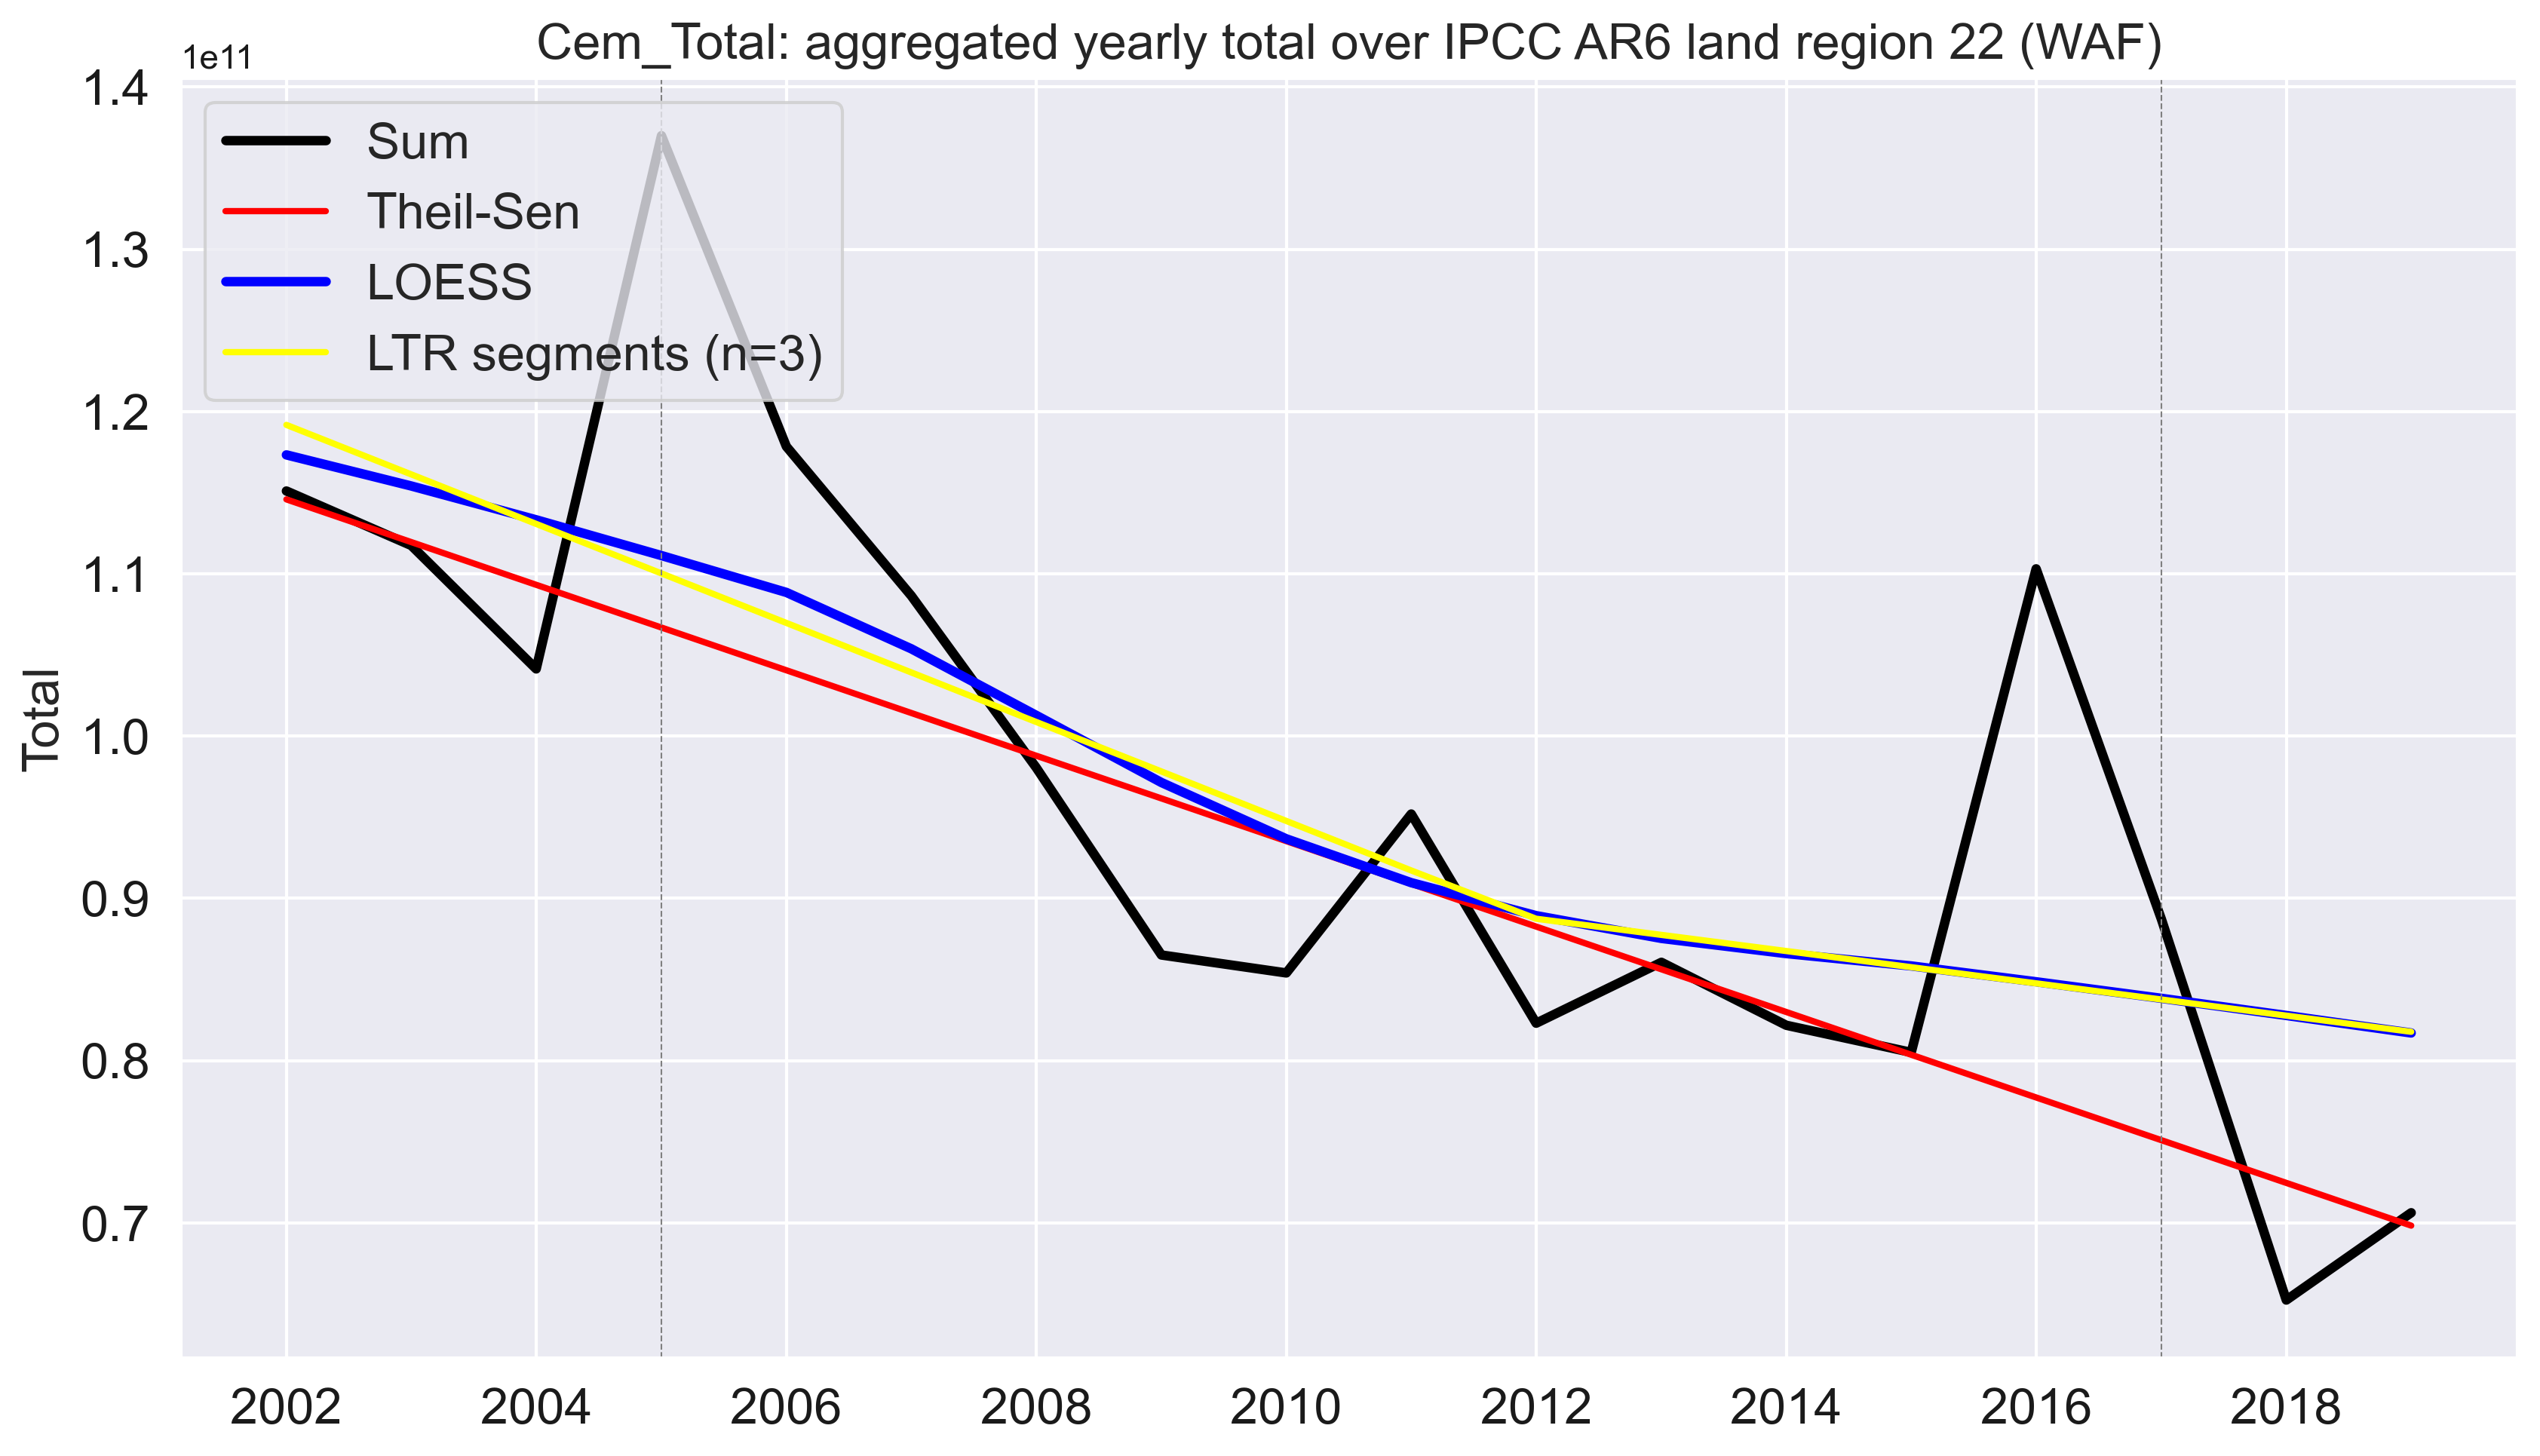 Cem_Total: aggregated yearly total over IPCC AR6 land region 22 (WAF)
1e11
1.4
1.3
1.2
1.1
1.0
0.9
0.8
0.7
Total
Sum
Theil-Sen
LOESS
LTR segments (n=3)
2002 2004 2006 2008 2010 2012 2014 2016 2018